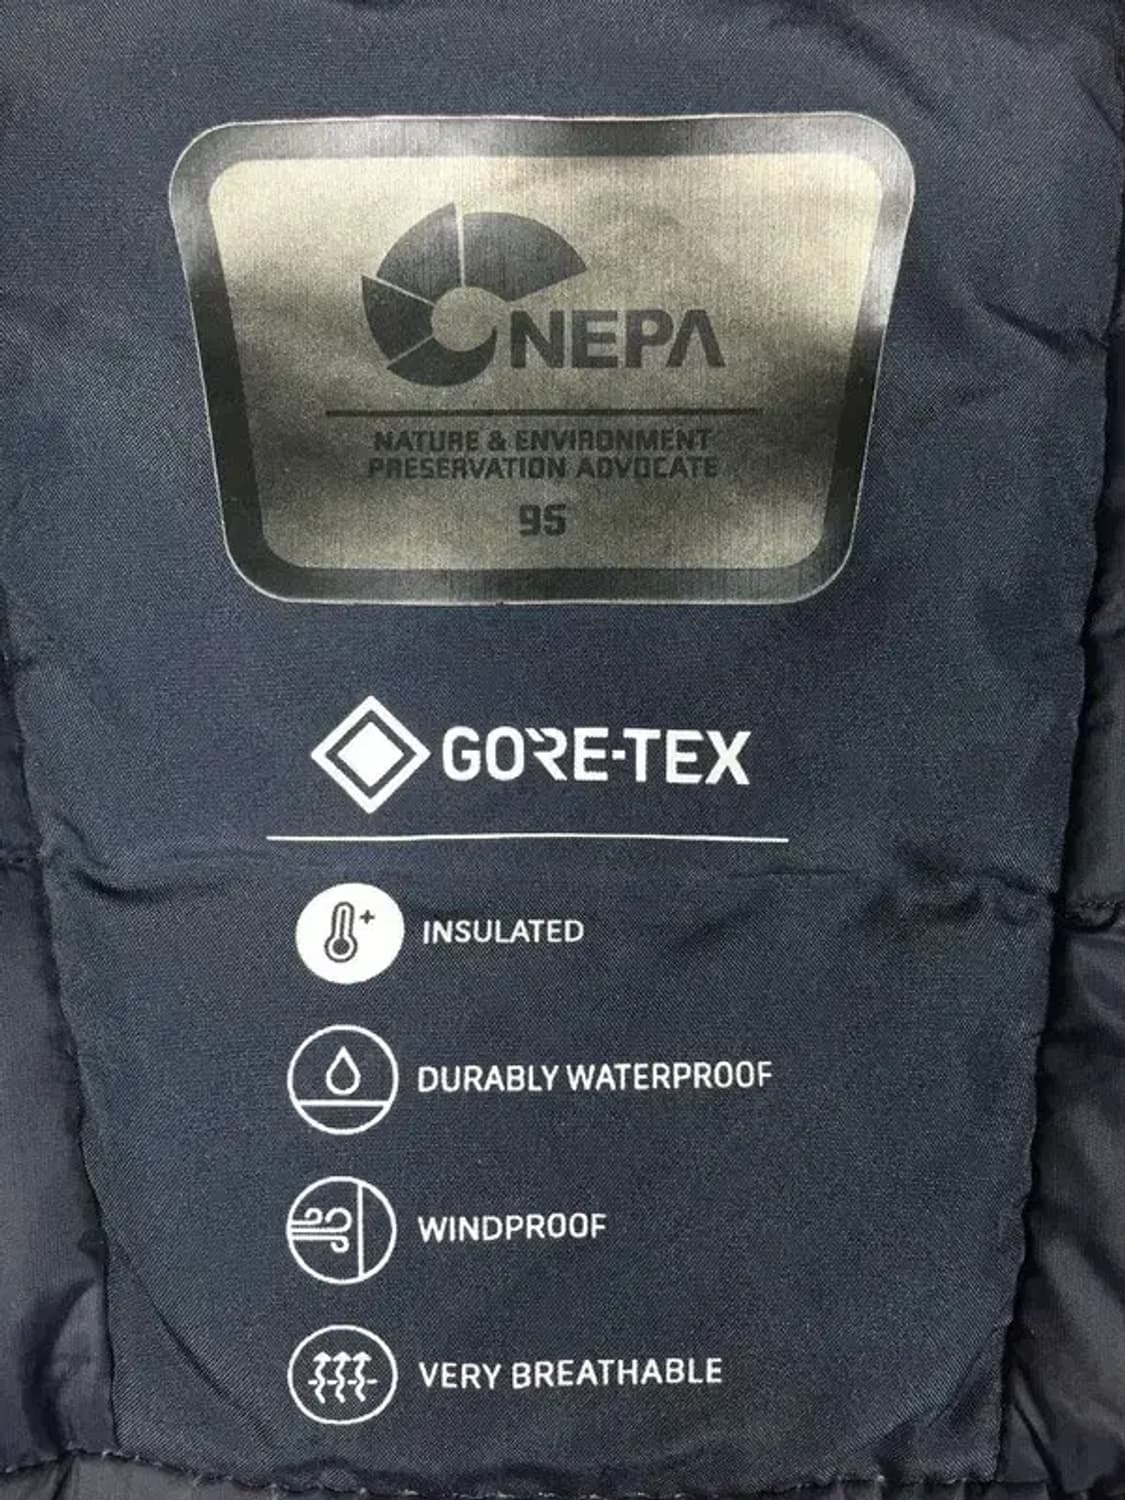 NEPA
NATURE & ENVIRONMENT
PRESERVATION ADVOCATE
95
GORE-TEX
INSULATED
DURABLY WATERPROOF
WINDPROOF
VERY BREATHABLE